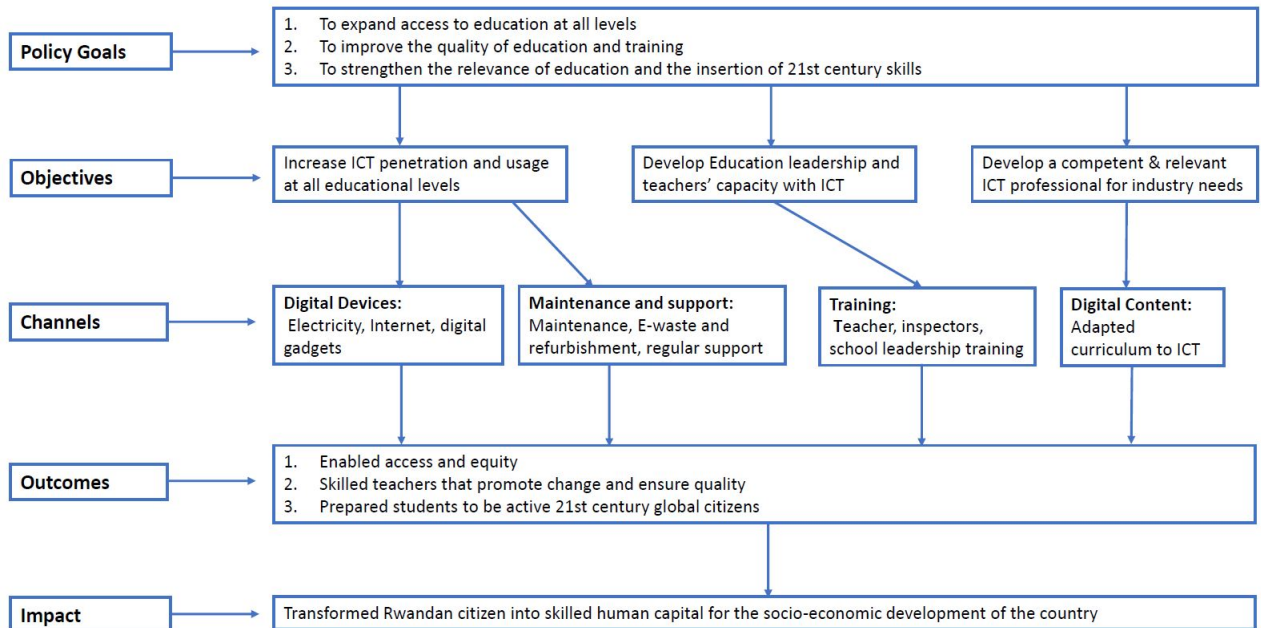 Policy Goals
1. To expand access to education at all levels
2. To improve the quality of education and training
3. To strengthen the relevance of education and the insertion of 21st century skills
Objectives
Increase ICT penetration and usage
at all educational levels
Develop Education leadership and
teachers’ capacity with ICT
Develop a competent & relevant
ICT professional for industry needs
Channels
Digital Devices:
Electricity, Internet, digital
gadgets
Maintenance and support:
Maintenance, E-waste and
refurbishment, regular support
Training:
Teacher, inspectors,
school leadership training
Digital Content:
Adapted
curriculum to ICT
Outcomes
1. Enabled access and equity
2. Skilled teachers that promote change and ensure quality
3. Prepared students to be active 21st century global citizens
Impact
Transformed Rwandan citizen into skilled human capital for the socio-economic development of the country